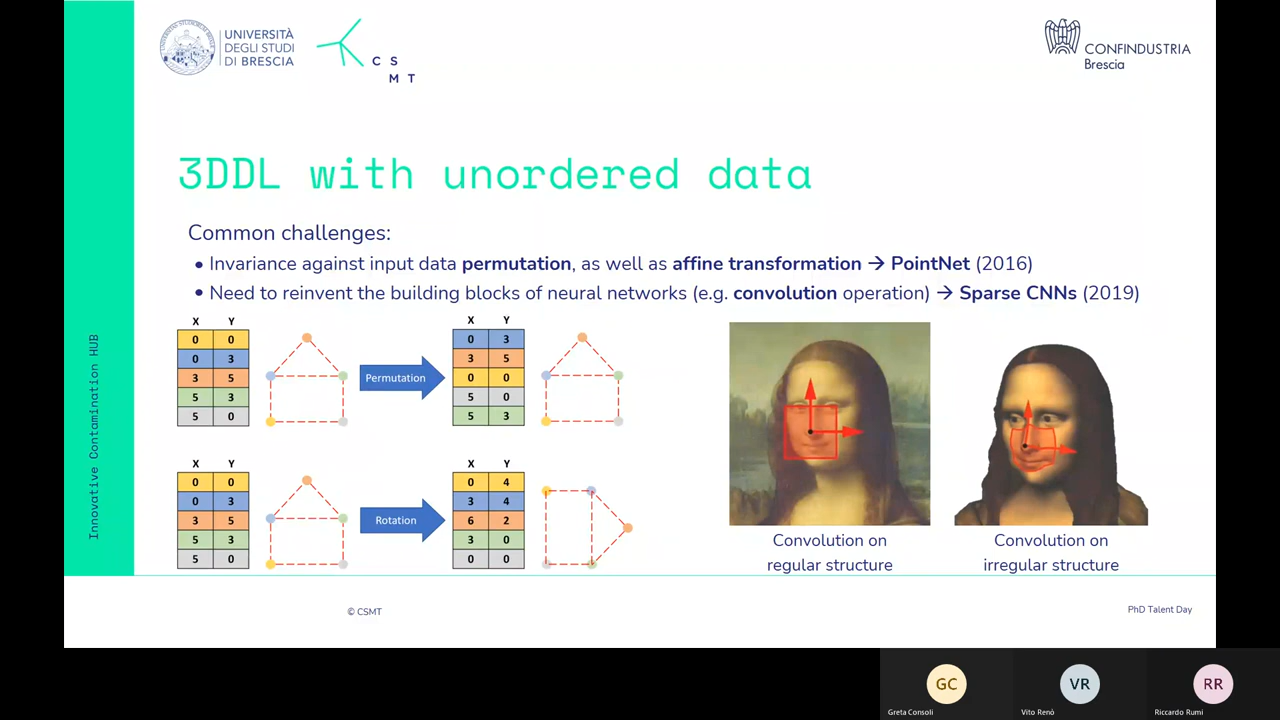 UNIVERSITÀ
DEGLI STUDI
DI BRESCIA
C S
M T
CONFINDUSTRIA
Brescia
3DDL with unordered data
Common challenges:
• Invariance against input data permutation, as well as affine transformation → PointNet (2016)
• Need to reinvent the building blocks of neural networks (e.g. convolution operation) → Sparse CNNs (2019)
X Y
0 0
0 3
3 5
5 3
5 0
Permutation
X Y
0 3
3 5
0 0
5 0
5 3
X Y
0 0
0 3
3 5
5 3
5 0
Rotation
X Y
0 4
3 4
6 2
3 0
0 0
Convolution on
regular structure
Convolution on
irregular structure
Innovative Contamination HUB
© CSMT
PhD Talent Day
GC
Greta Consoli
VR
Vito Renò
RR
Riccardo Rumi